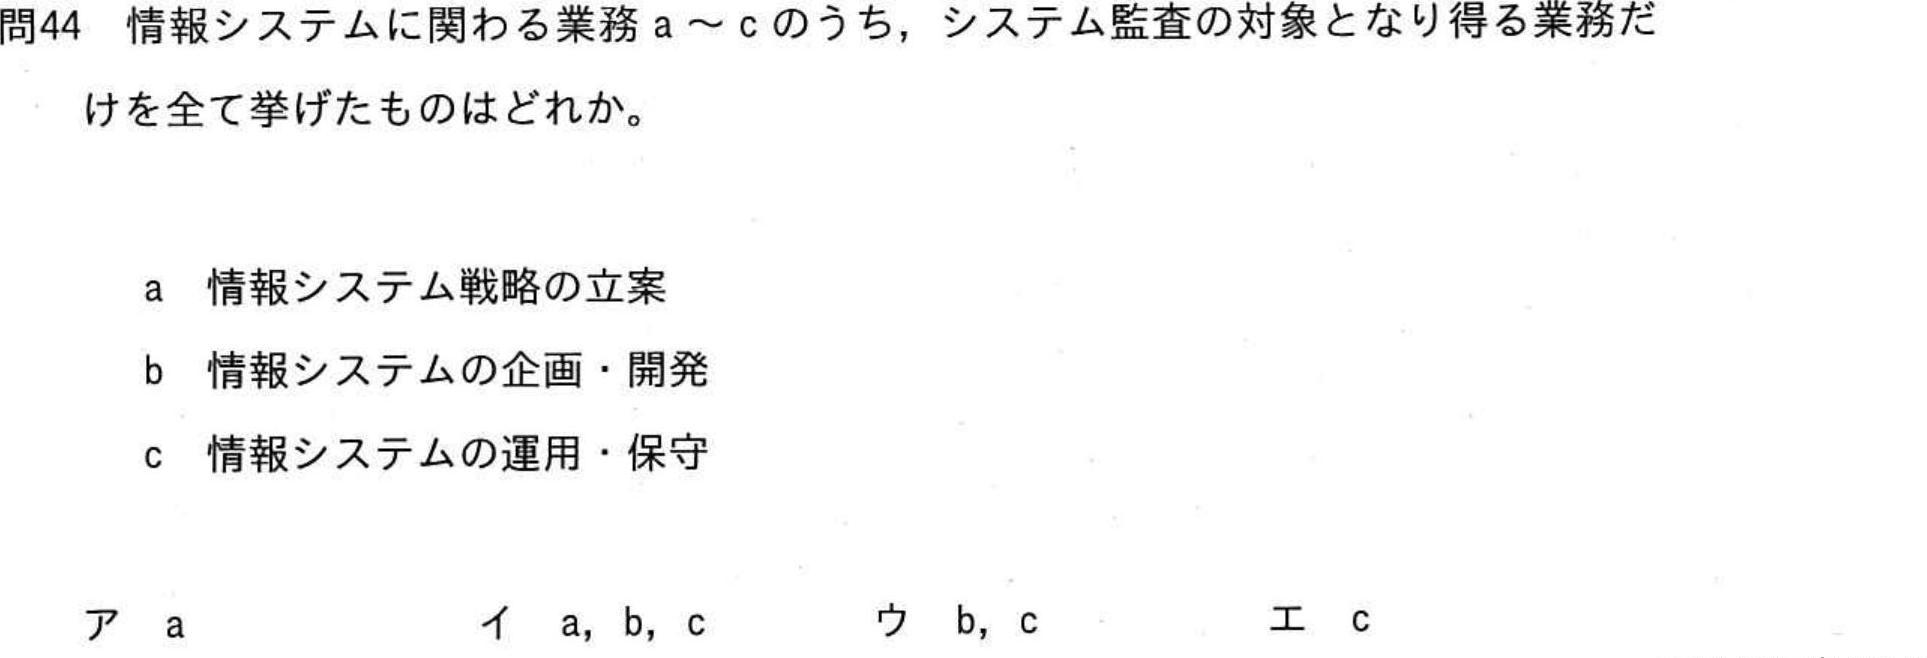 問44 情報システムに関わる業務 a ～ c のうち，システム監査の対象となり得る業務だ
けを全て挙げたものはどれか。
a 情報システム戦略の立案
b 情報システムの企画・開発
c 情報システムの運用・保守
ア a イ a，b，c ウ b，c エ c